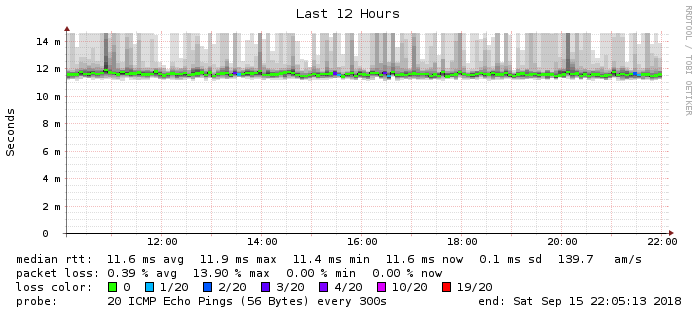 Last 12 Hours
RRDTOOL / TOBI OETIKER
Seconds
14 m
12 m
10 m
8 m
6 m
4 m
2 m
0
12:00 14:00 16:00 18:00 20:00 22:00
median rtt: 11.6 ms avg 11.9 ms max 11.4 ms min 11.6 ms now 0.1 ms sd 139.7 am/s
packet loss: 0.39 % avg 13.90 % max 0.00 % min 0.00 % now
loss color: 0 1/20 2/20 3/20 4/20 10/20 19/20
probe: 20 ICMP Echo Pings (56 Bytes) every 300s end: Sat Sep 15 22:05:13 2018